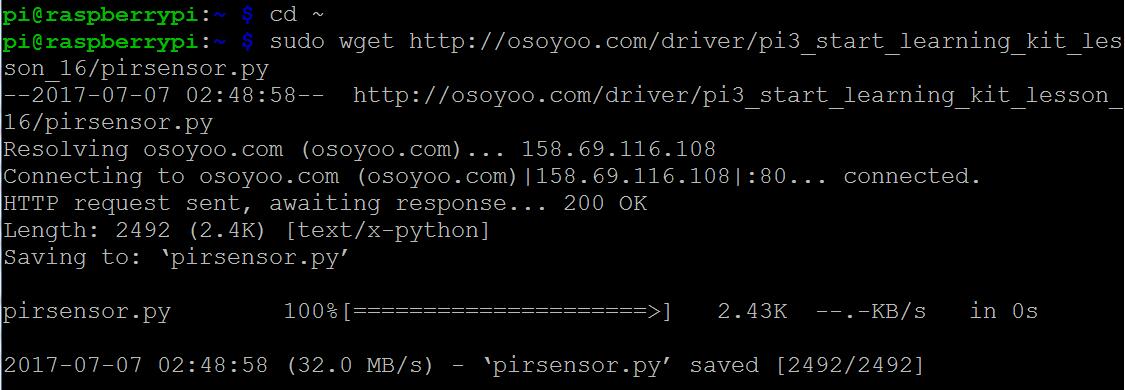 pi@raspberrypi:~ $ cd ~
pi@raspberrypi:~ $ sudo wget http://osoyoo.com/driver/pi3_start_learning_kit_les
son_16/pirsensor.py
--2017-07-07 02:48:58--  http://osoyoo.com/driver/pi3_start_learning_kit_lesson_
16/pirsensor.py
Resolving osoyoo.com (osoyoo.com)... 158.69.116.108
Connecting to osoyoo.com (osoyoo.com)|158.69.116.108|:80... connected.
HTTP request sent, awaiting response... 200 OK
Length: 2492 (2.4K) [text/x-python]
Saving to: ‘pirsensor.py’
pirsensor.py        100%[=====================>]   2.43K  --.-KB/s   in 0s
2017-07-07 02:48:58 (32.0 MB/s) - ‘pirsensor.py’ saved [2492/2492]